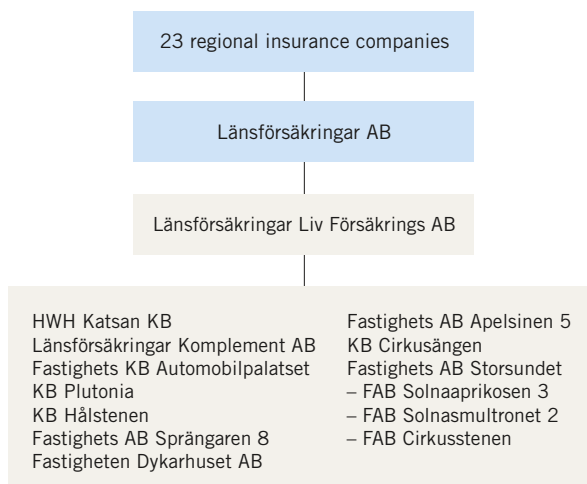 23 regional insurance companies
Länsförsäkringar AB
Länsförsäkringar Liv Försäkrings AB
HWH Katsan KB
Länsförsäkringar Komplement AB
Fastighets KB Automobilpalatset
KB Plutonia
KB Hålstenen
Fastighets AB Sprängaren 8
Fastigheten Dykarhuset AB
Fastighets AB Apelsinen 5
KB Cirkusängen
Fastighets AB Storsundet
– FAB Solnaaprikosen 3
– FAB Solnasmultronet 2
– FAB Cirkusstenen